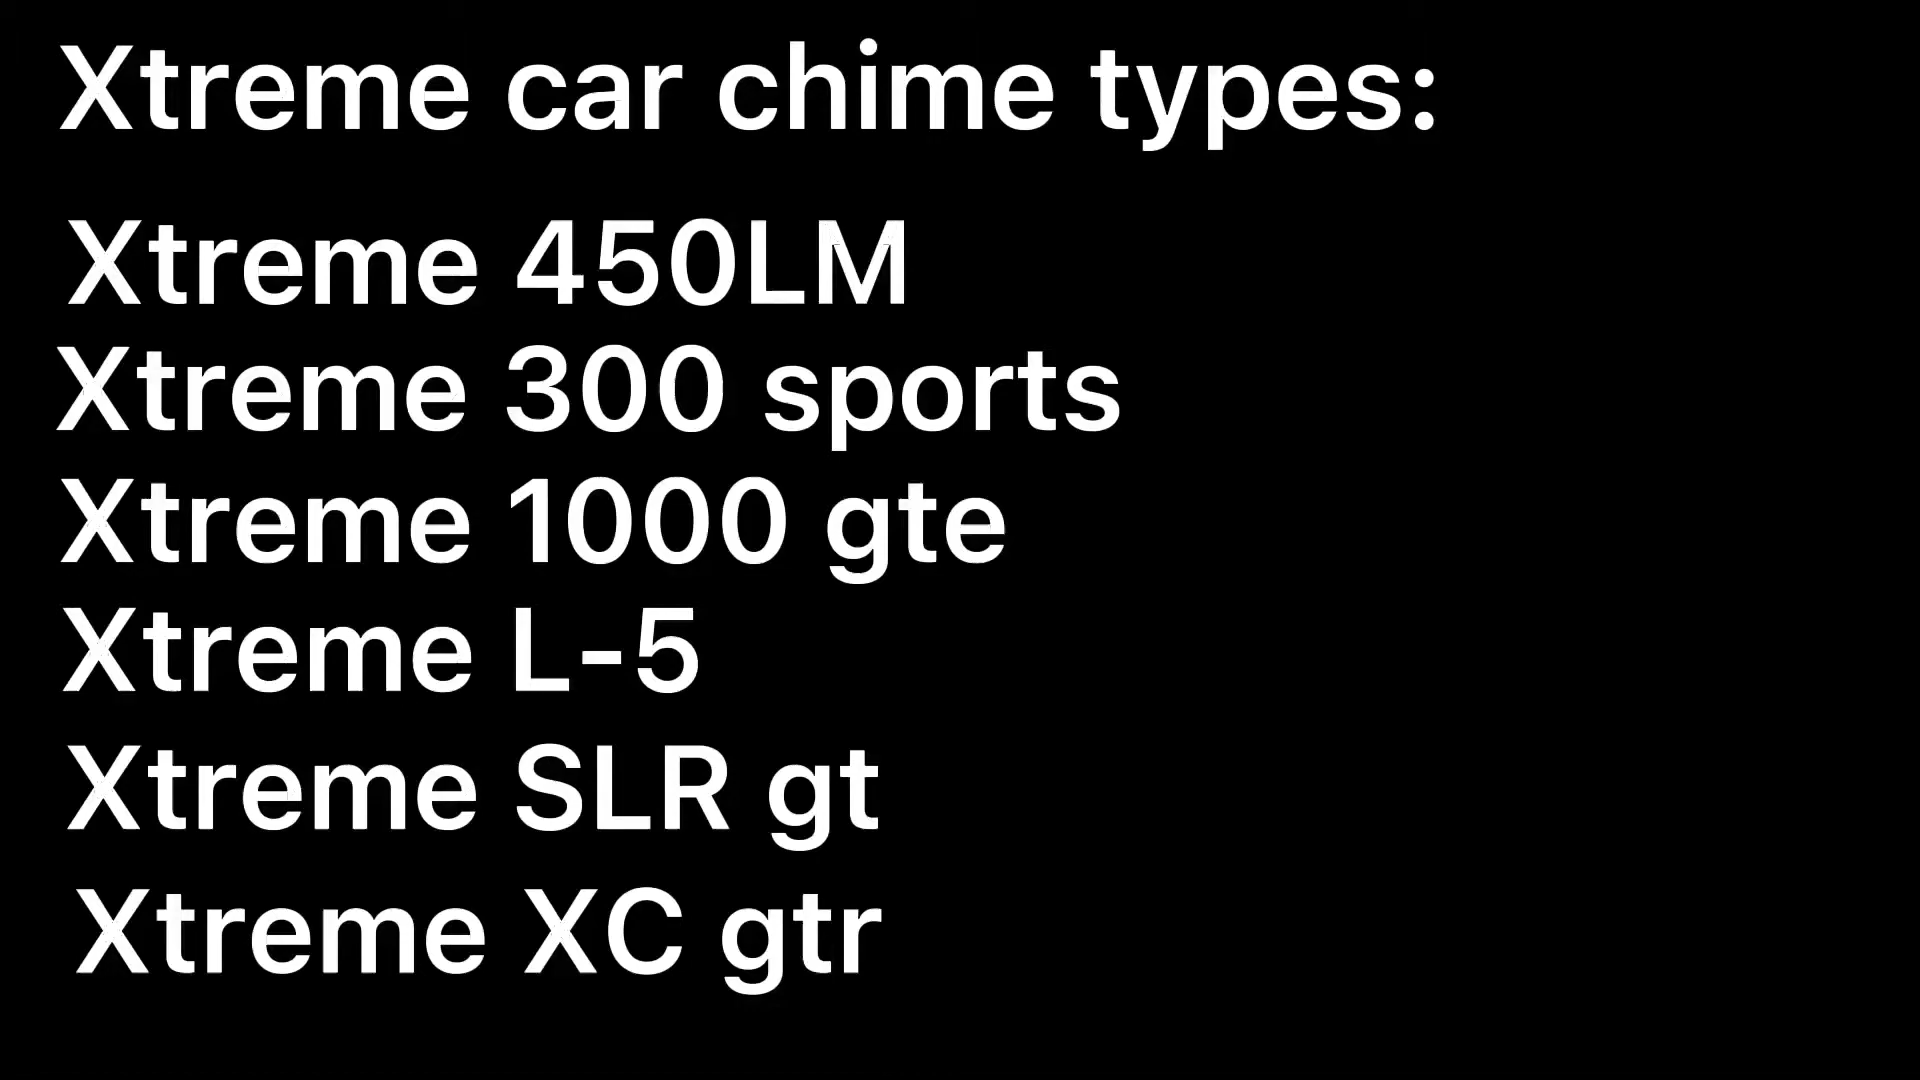 Xtreme car chime types:
Xtreme 450LM
Xtreme 300 sports
Xtreme 1000 gte
Xtreme L-5
Xtreme SLR gt
Xtreme XC gtr